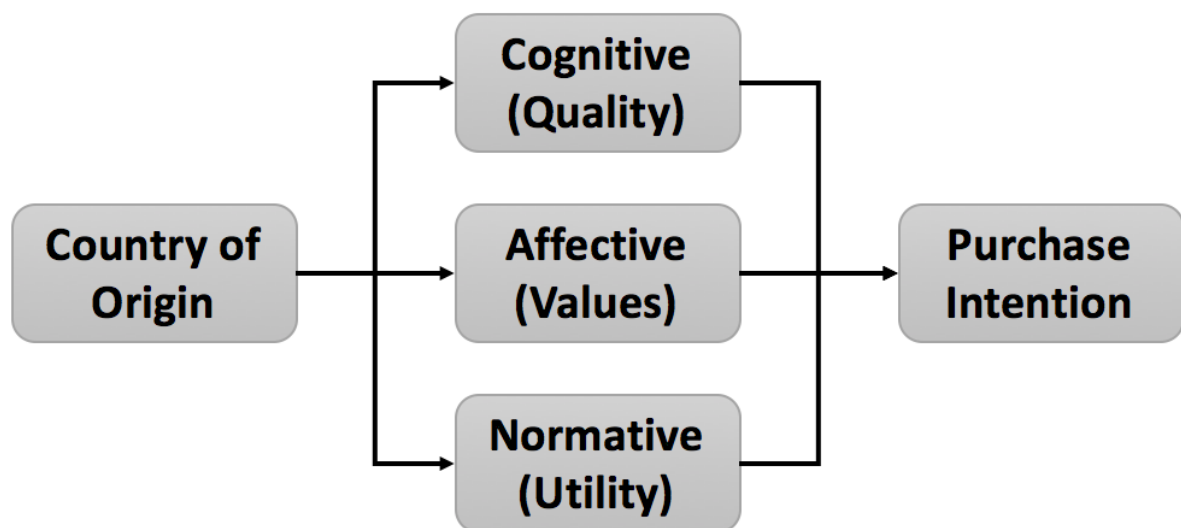 Cognitive
(Quality)
Country of
Origin
Affective
(Values)
Purchase
Intention
Normative
(Utility)